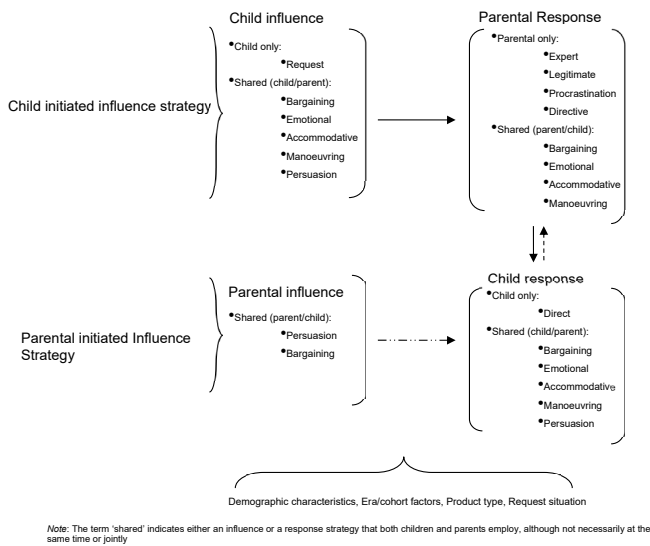 Child influence
•Child only:
•Request
•Shared (child/parent):
•Bargaining
•Emotional
•Accommodative
•Manoeuvring
•Persuasion
Child initiated influence strategy
Parental Response
•Parental only:
•Expert
•Legitimate
•Procrastination
•Directive
•Shared (parent/child):
•Bargaining
•Emotional
•Accommodative
•Manoeuvring
Parental influence
•Shared (parent/child):
•Persuasion
•Bargaining
Parental initiated Influence
Strategy
Child response
•Child only:
•Direct
•Shared (child/parent):
•Bargaining
•Emotional
•Accommodative
•Manoeuvring
•Persuasion
Demographic characteristics, Era/cohort factors, Product type, Request situation
Note: The term ‘shared’ indicates either an influence or a response strategy that both children and parents employ, although not necessarily at the
same time or jointly